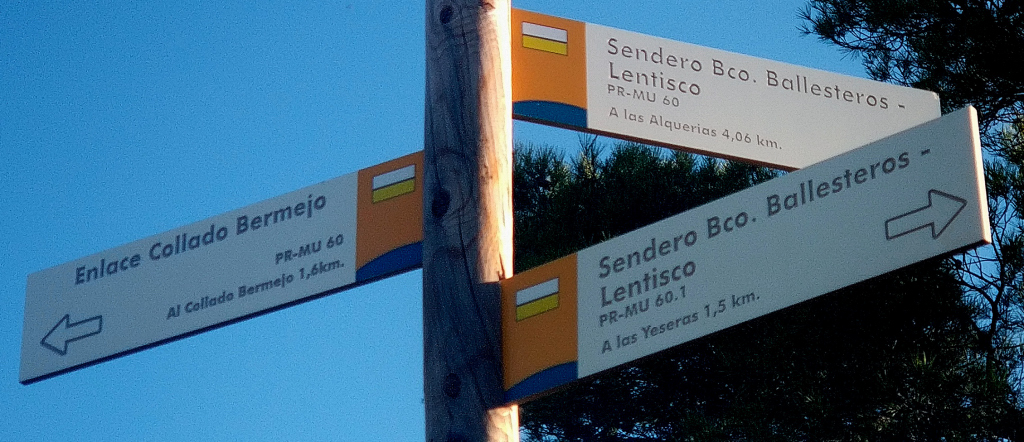 Sendero Bco. Ballesteros -
Lentisco
PR-MU 60
A las Alquerias 4,06 km.
Enlace Collado Bermejo
PR-MU 60
Al Collado Bermejo 1,6km.
Sendero Bco. Ballesteros -
Lentisco
PR-MU 60.1
A las Yeseras 1,5 km.